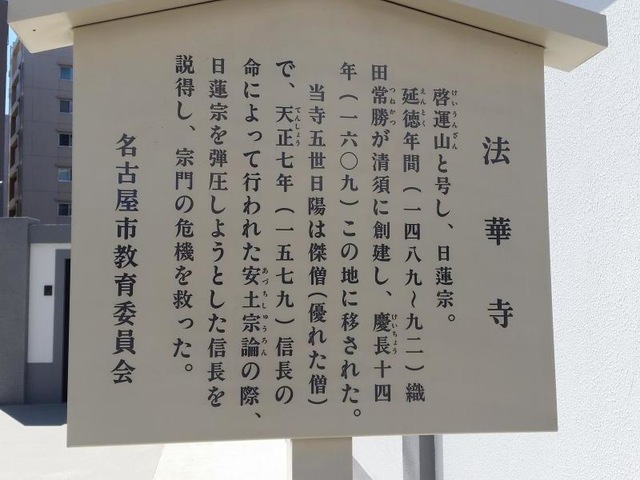 法華寺
啓運山と号し、日蓮宗。
延徳年間（一四八九～九二）織
田常勝が清須に創建し、慶長十四
年（一六〇九）この地に移された。
当寺五世日陽は傑僧（優れた僧）
で、天正七年（一五七九）信長の
命によって行われた安土宗論の際、
日蓮宗を弾圧しようとした信長を
説得し、宗門の危機を救った。
名古屋市教育委員会